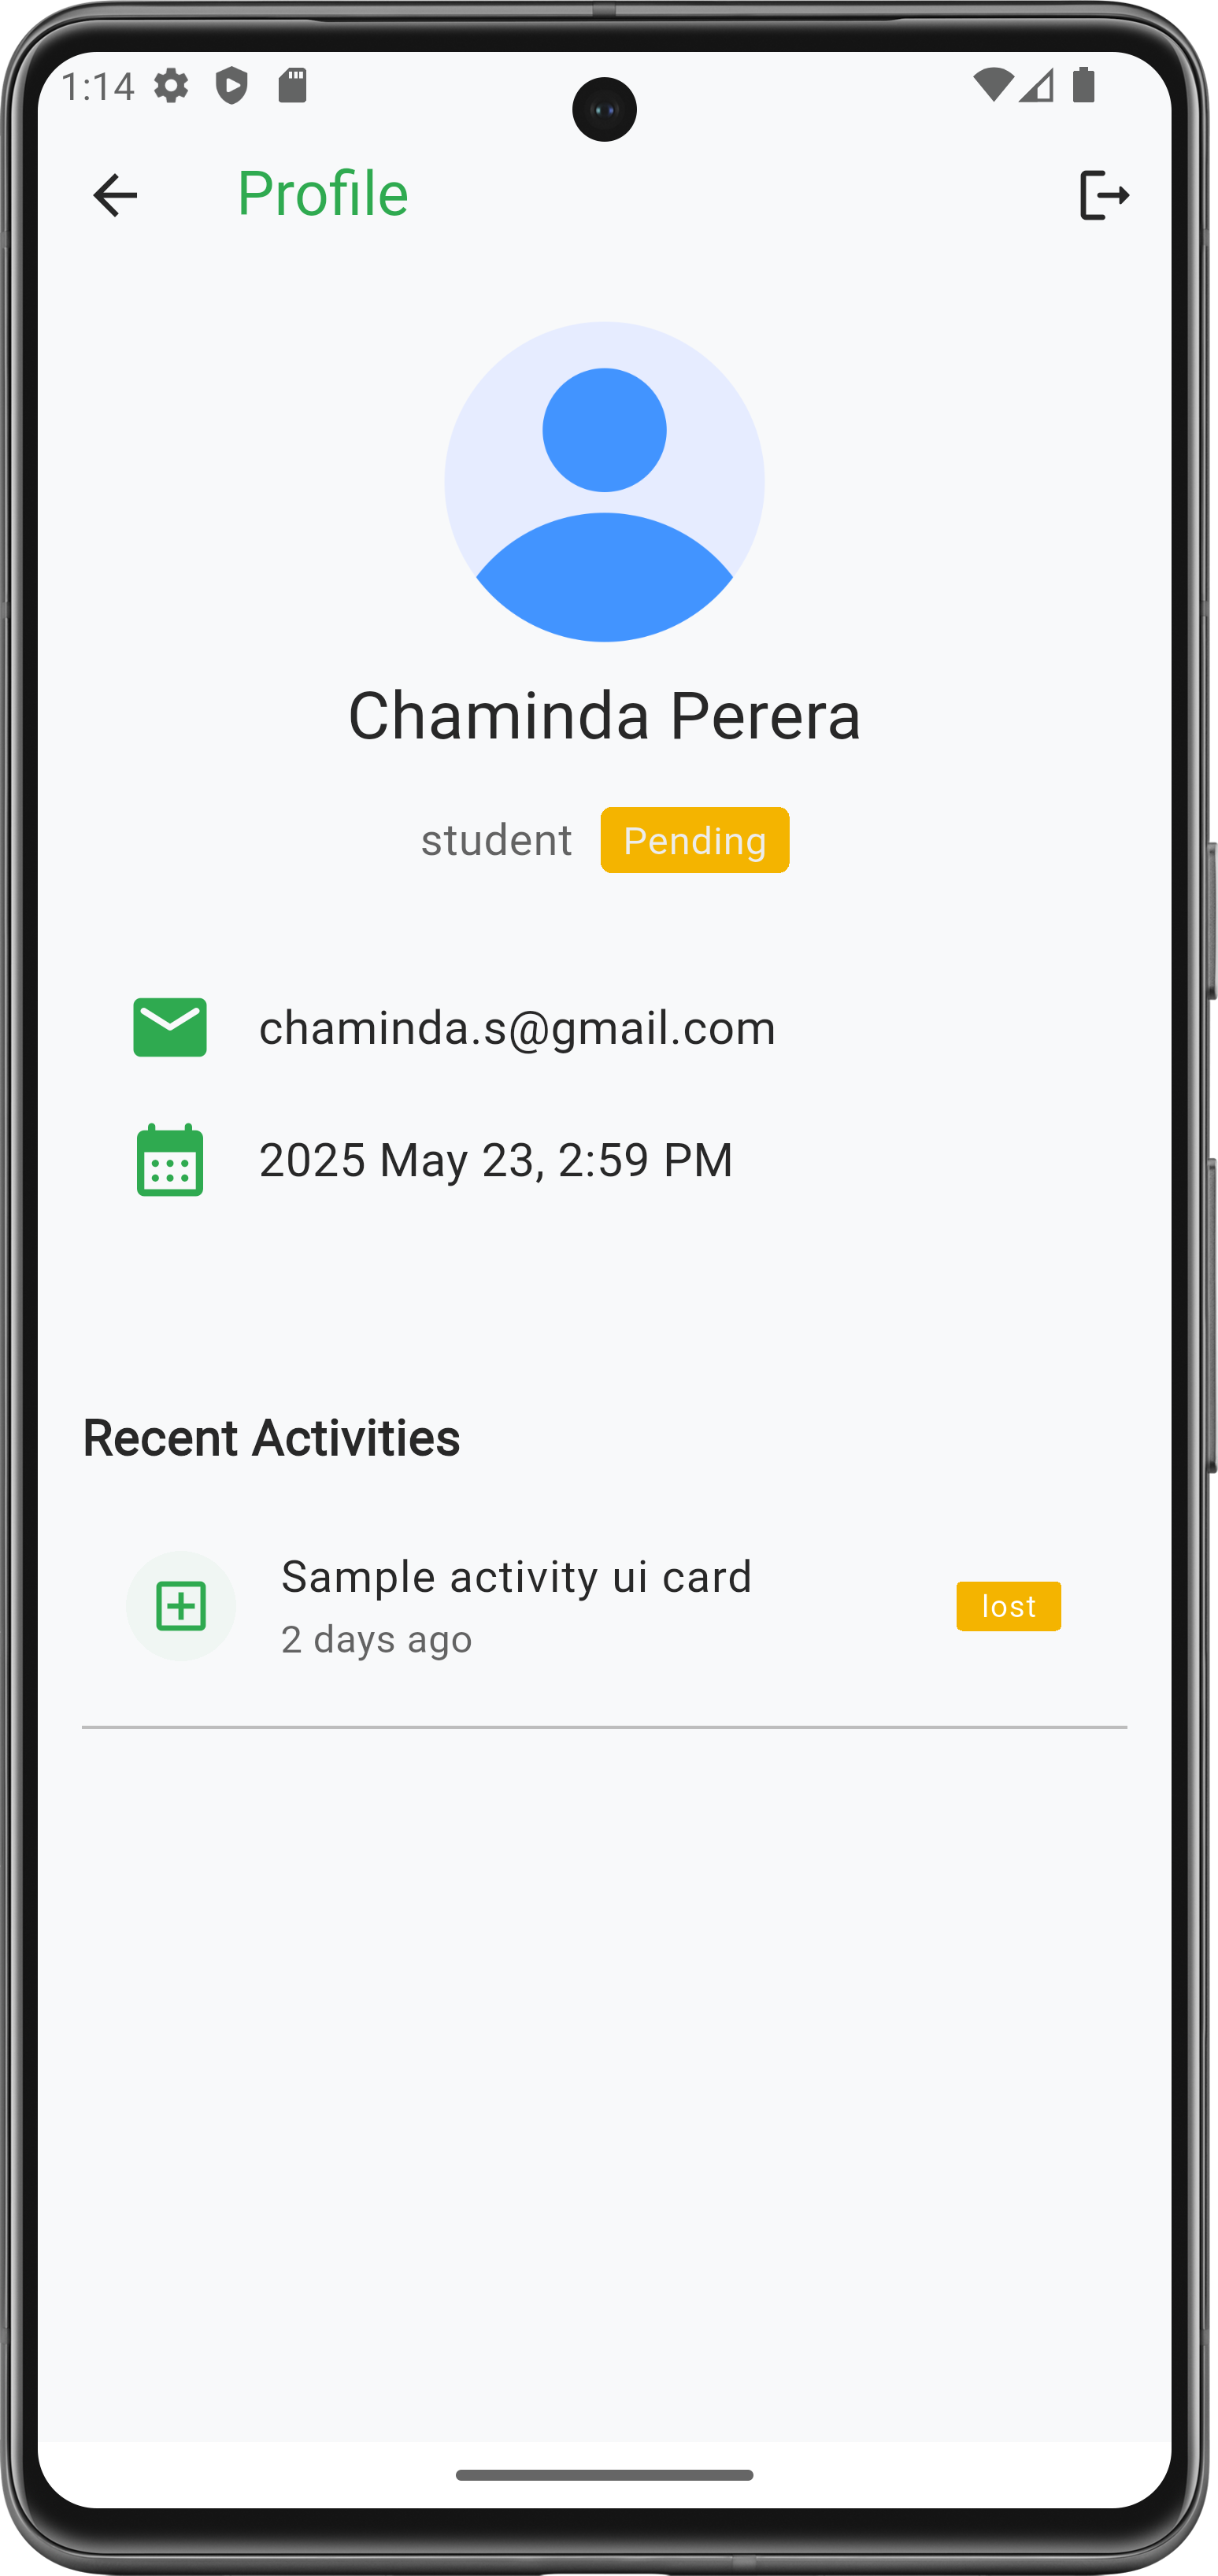 1:14
Profile
Chaminda Perera
student Pending
chaminda.s@gmail.com
2025 May 23, 2:59 PM
Recent Activities
Sample activity ui card
2 days ago
lost